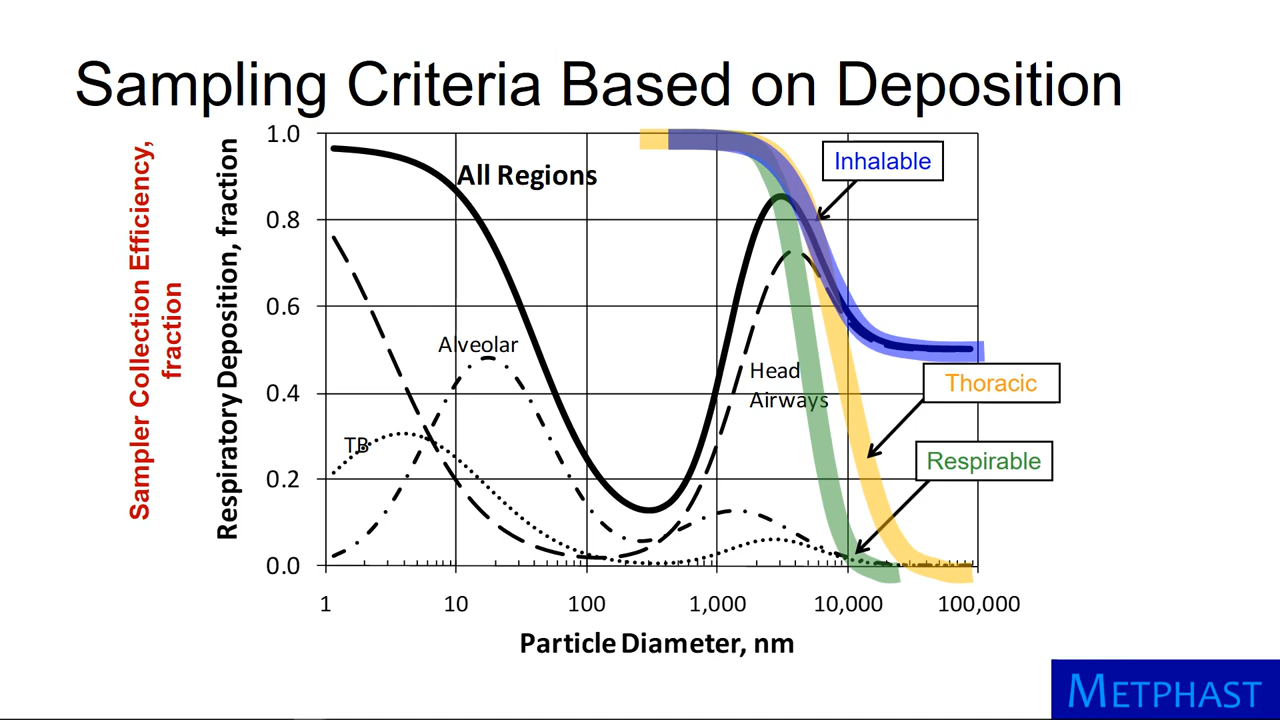 Sampling Criteria Based on Deposition
Sampler Collection Efficiency,
fraction
Respiratory Deposition, fraction
1.0
0.8
0.6
0.4
0.2
0.0
All Regions
Inhalable
Alveolar
Head
Airways
Thoracic
TB
Respirable
1 10 100 1,000 10,000 100,000
Particle Diameter, nm
METPHAST